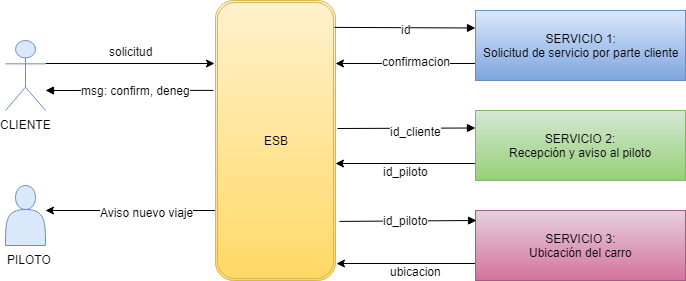 solicitud
msg: confirm, deneg
CLIENTE
Aviso nuevo viaje
PILOTO
ESB
id
confirmacion
SERVICIO 1:
Solicitud de servicio por parte cliente
id_cliente
id_piloto
SERVICIO 2:
Recepción y aviso al piloto
id_piloto
ubicacion
SERVICIO 3:
Ubicación del carro